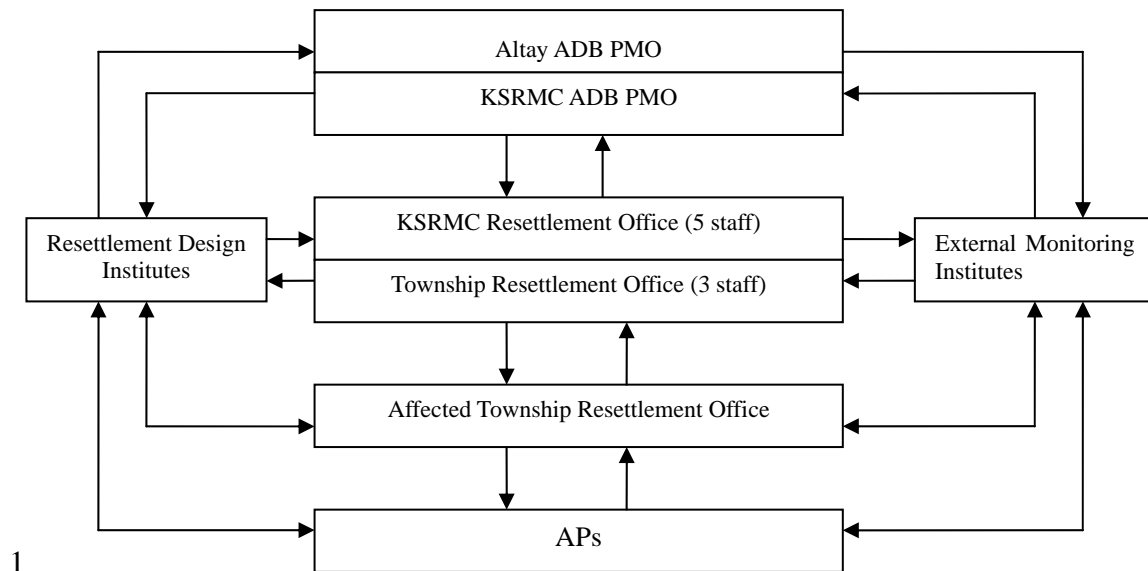 Altay ADB PMO
KSRMC ADB PMO
KSRMC Resettlement Office (5 staff)
Resettlement Design
Institutes
External Monitoring
Institutes
Township Resettlement Office (3 staff)
Affected Township Resettlement Office
APs
1